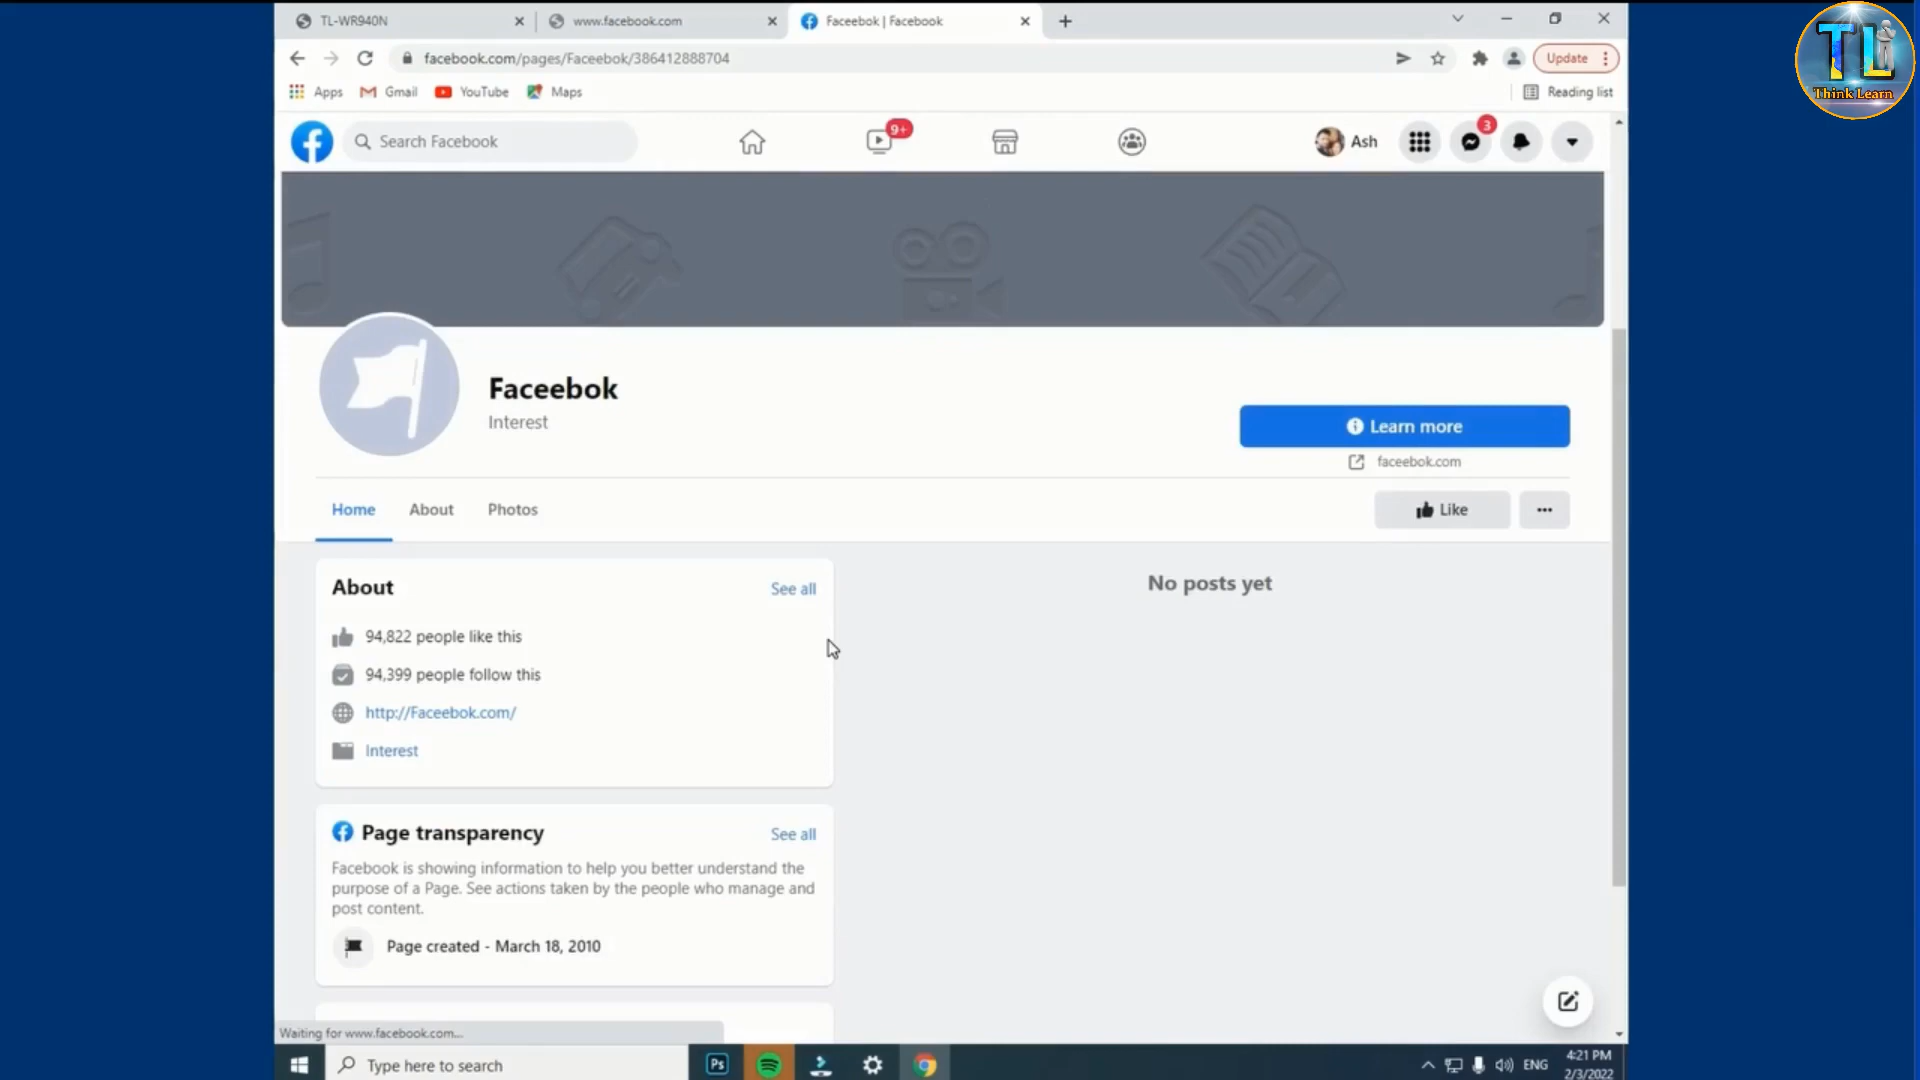 TL-WR940N
www.facebook.com
Faceebok | Facebook
facebook.com/pages/Faceebok/386412888704
Update
Apps
Gmail
YouTube
Maps
Reading list
Search Facebook
9+
Ash
3
TL
Think Learn
Faceebok
Interest
Learn more
faceebok.com
Home
About
Photos
Like
About
See all
94,822 people like this
94,399 people follow this
http://Faceebok.com/
Interest
No posts yet
Page transparency
See all
Facebook is showing information to help you better understand the
purpose of a Page. See actions taken by the people who manage and
post content.
Page created - March 18, 2010
Waiting for www.facebook.com...
Type here to search
Ps
ENG
4:21 PM
2/3/2022